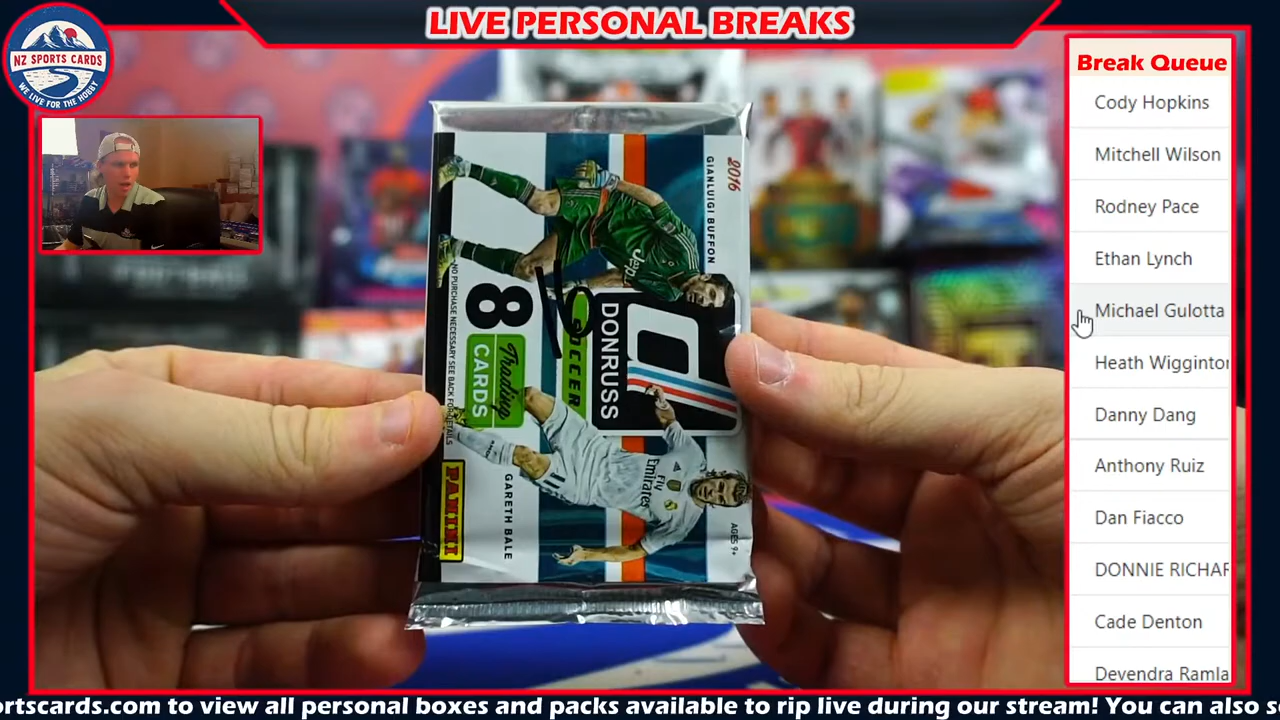 LIVE PERSONAL BREAKS
NZ SPORTS CARDS
WE LIVE FOR THE HOBBY
Break Queue
Cody Hopkins
Mitchell Wilson
Rodney Pace
Ethan Lynch
Michael Gulotta
Heath Wigginto
Danny Dang
Anthony Ruiz
Dan Fiacco
DONNIE RICHAR
Cade Denton
Devendra Ramla
2016
GIANLUIGI BUFFON
Jeep
DONRUSS
SOCCER
8
Trading
CARDS
NO PURCHASE NECESSARY SEE BACK FOR DETAILS
Fly
Emirates
AGES 9+
GARETH BALE
PANINI
rtscards.com to view all personal boxes and packs available to rip live during our stream! You can also s